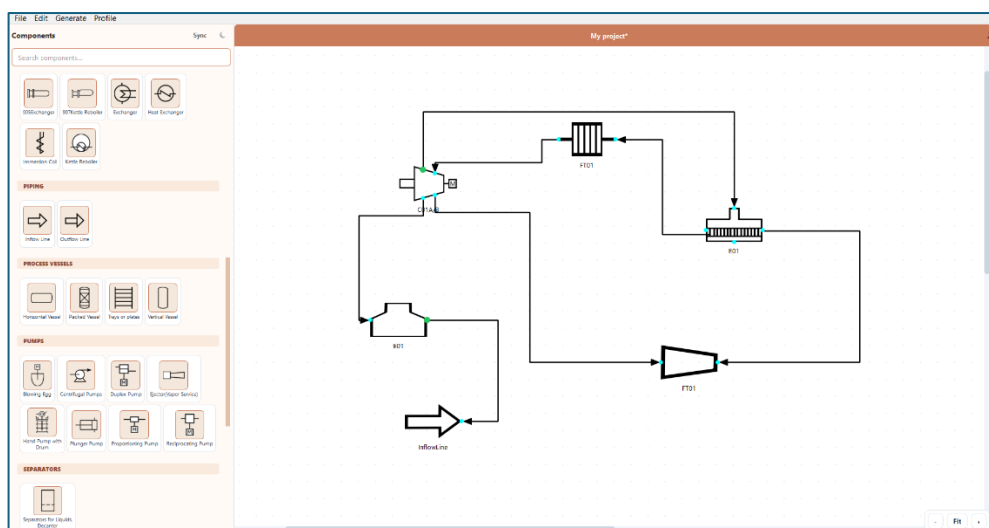 File Edit Generate Profile
Components Sync
My project*
Search components...
Exchanger Heat Exchanger
Immersion Coil Kettle Reboiler
PIPING
Inflow Line Outflow Line
PROCESS VESSELS
Horizontal Vessel Packed Vessel Trays or plates Vertical Vessel
PUMPS
Blowing Egg Centrifugal Pumps Duplex Pump Ejector(Vapor Service)
Hand Pump with Drum Plunger Pump Proportioning Pump Reciprocating Pump
SEPARATORS
Separators for Liquids, Decanter
FT01
M
C01A/B
B01
FT01
InflowLine
- Fit +